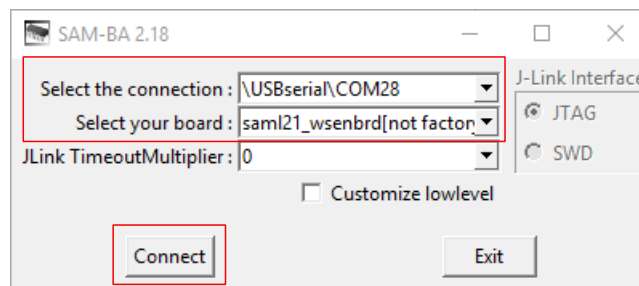 SAM-BA 2.18
Select the connection : \USBserial\COM28
J-Link Interface
Select your board : saml21_wsenbrd[not factory
JTAG
JLink TimeoutMultiplier : 0
SWD
Customize lowlevel
Connect Exit